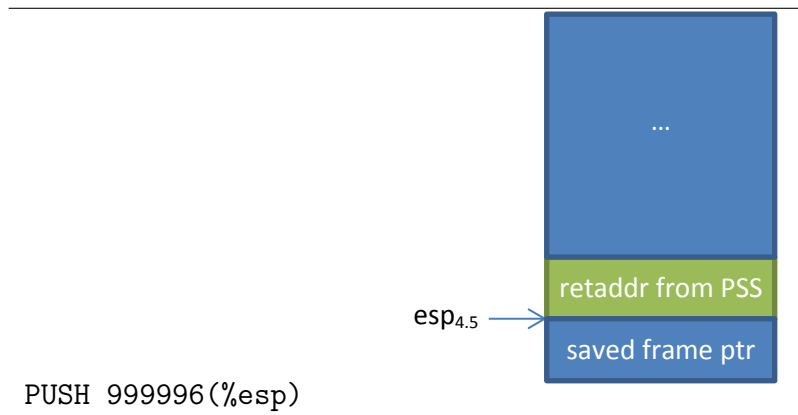 ...
retaddr from PSS
esp4.5
saved frame ptr
PUSH 999996(%esp)